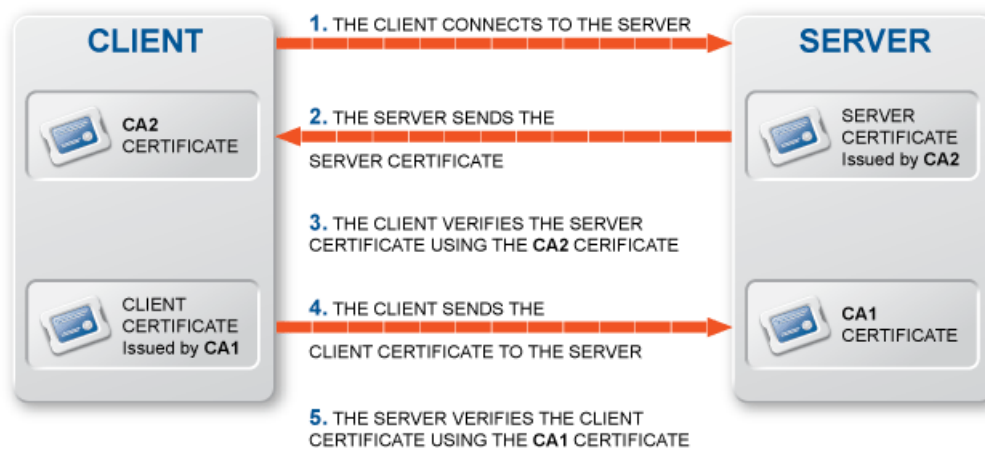 CLIENT
CA2
CERTIFICATE
CLIENT
CERTIFICATE
Issued by CA1
1. THE CLIENT CONNECTS TO THE SERVER
2. THE SERVER SENDS THE
SERVER CERTIFICATE
3. THE CLIENT VERIFIES THE SERVER
CERTIFICATE USING THE CA2 CERIFICATE
4. THE CLIENT SENDS THE
CLIENT CERTIFICATE TO THE SERVER
5. THE SERVER VERIFIES THE CLIENT
CERTIFICATE USING THE CA1 CERTIFICATE
SERVER
SERVER
CERTIFICATE
Issued by CA2
CA1
CERTIFICATE